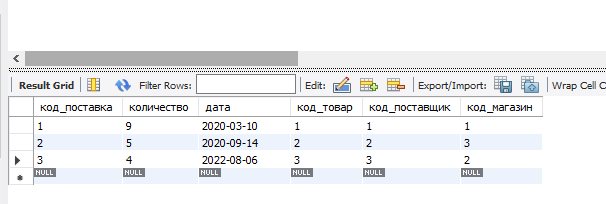 Result Grid Filter Rows: Edit: Export/Import: Wrap Cell C
код_поставка количество дата код_товар код_поставщик код_магазин
1 9 2020-03-10 1 1 1
2 5 2020-09-14 2 2 3
3 4 2022-08-06 3 3 2
NULL NULL NULL NULL NULL NULL